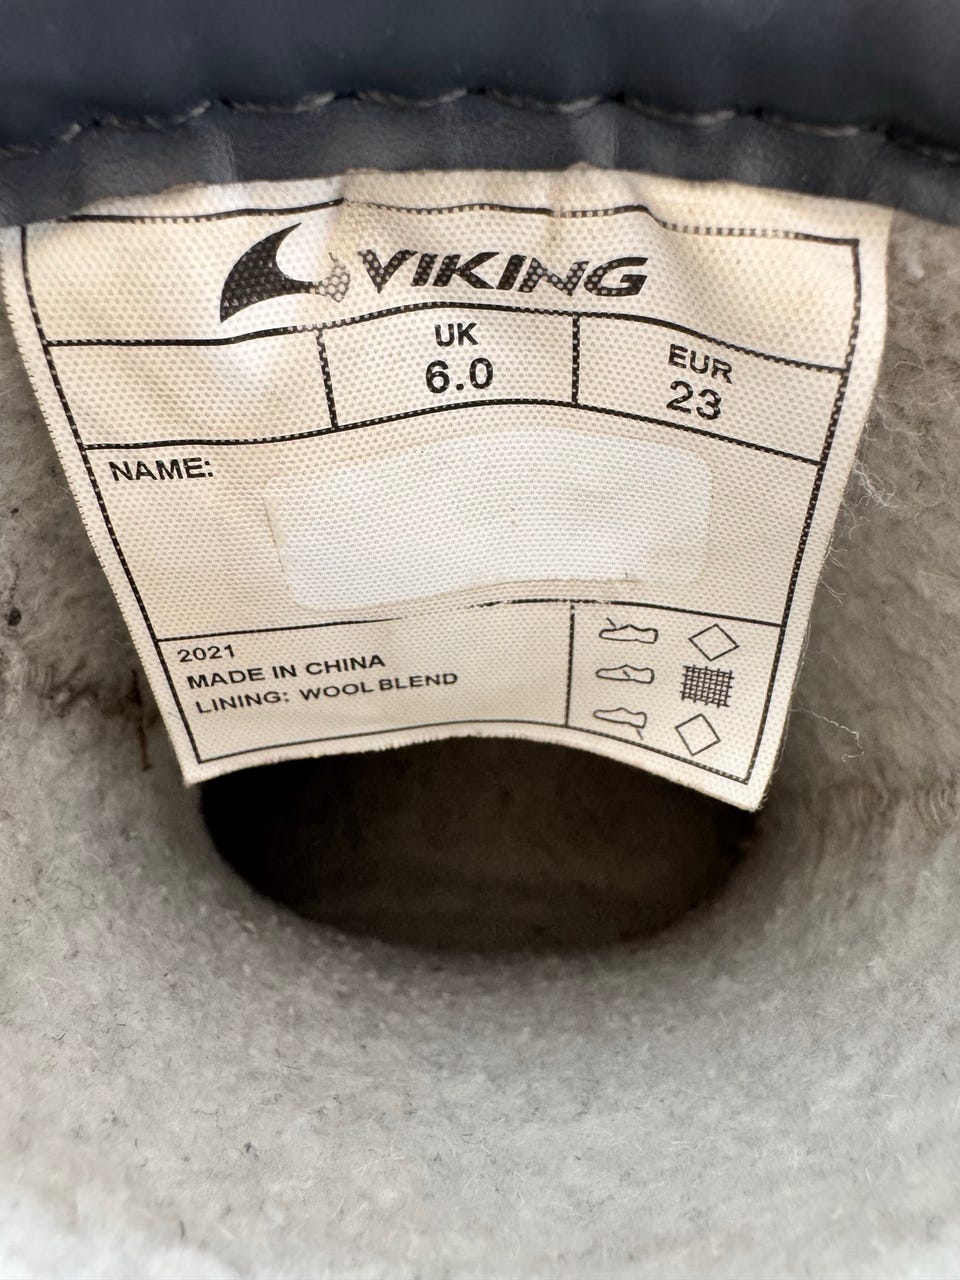 VIKING
UK
6.0
EUR
23
NAME:
2021
MADE IN CHINA
LINING: WOOL BLEND